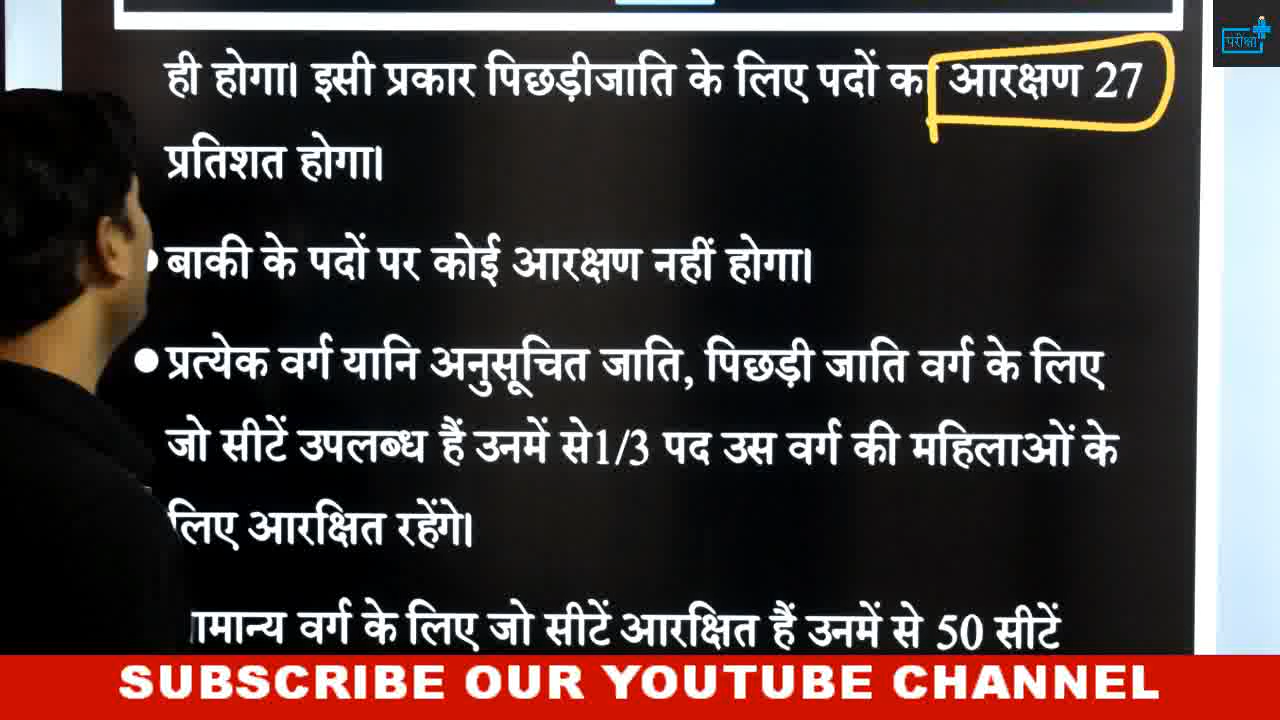 परीक्षा
ही होगा। इसी प्रकार पिछड़ीजाति के लिए पदों का आरक्षण 27
प्रतिशत होगा।
बाकी के पदों पर कोई आरक्षण नहीं होगा।
● प्रत्येक वर्ग यानि अनुसूचित जाति, पिछड़ी जाति वर्ग के लिए
जो सीटें उपलब्ध हैं उनमें से1/3 पद उस वर्ग की महिलाओं के
लिए आरक्षित रहेंगे।
वर्ग के लिए जो सीटें आरक्षित हैं उनमें से 50 सीटें
SUBSCRIBE OUR YOUTUBE CHANNEL